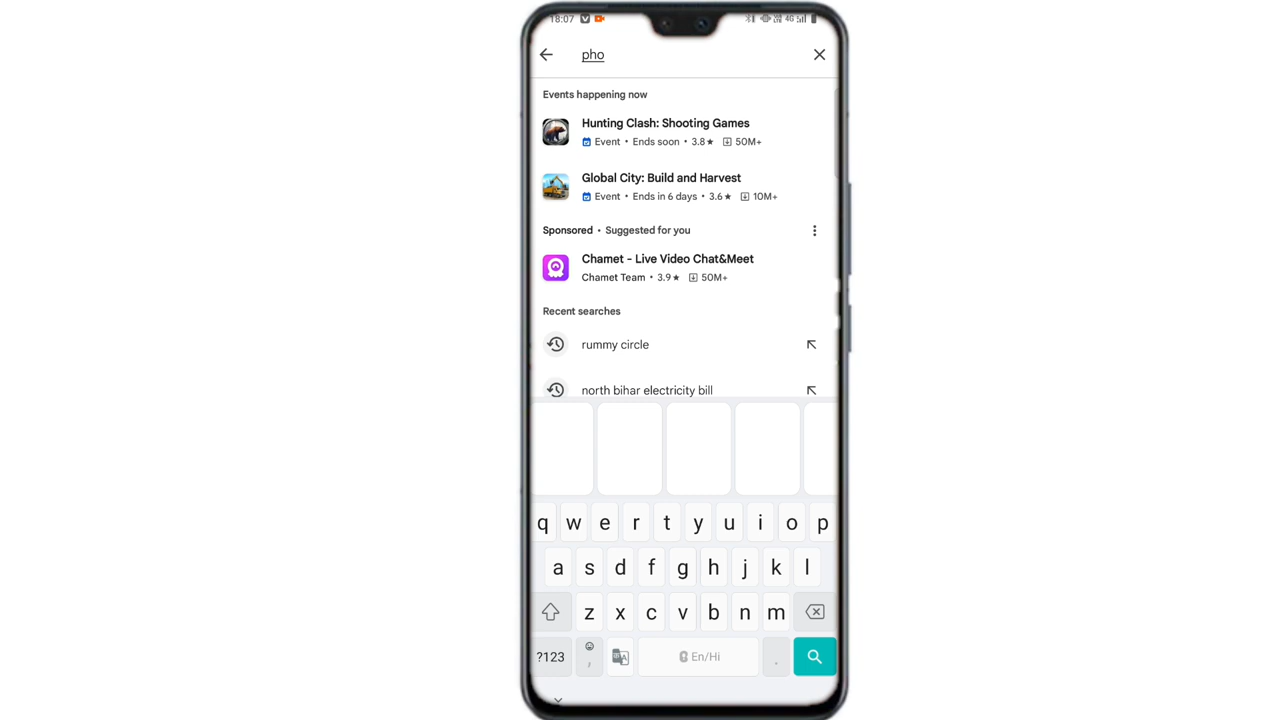 18:07 4G
pho
Events happening now
Hunting Clash: Shooting Games
Event • Ends soon • 3.8★ 50M+
Global City: Build and Harvest
Event • Ends in 6 days • 3.6★ 10M+
Sponsored • Suggested for you
Chamet - Live Video Chat&Meet
Chamet Team • 3.9★ 50M+
Recent searches
rummy circle
north bihar electricity bill
q w e r t y u i o p
a s d f g h j k l
z x c v b n m
?123 , En/Hi .